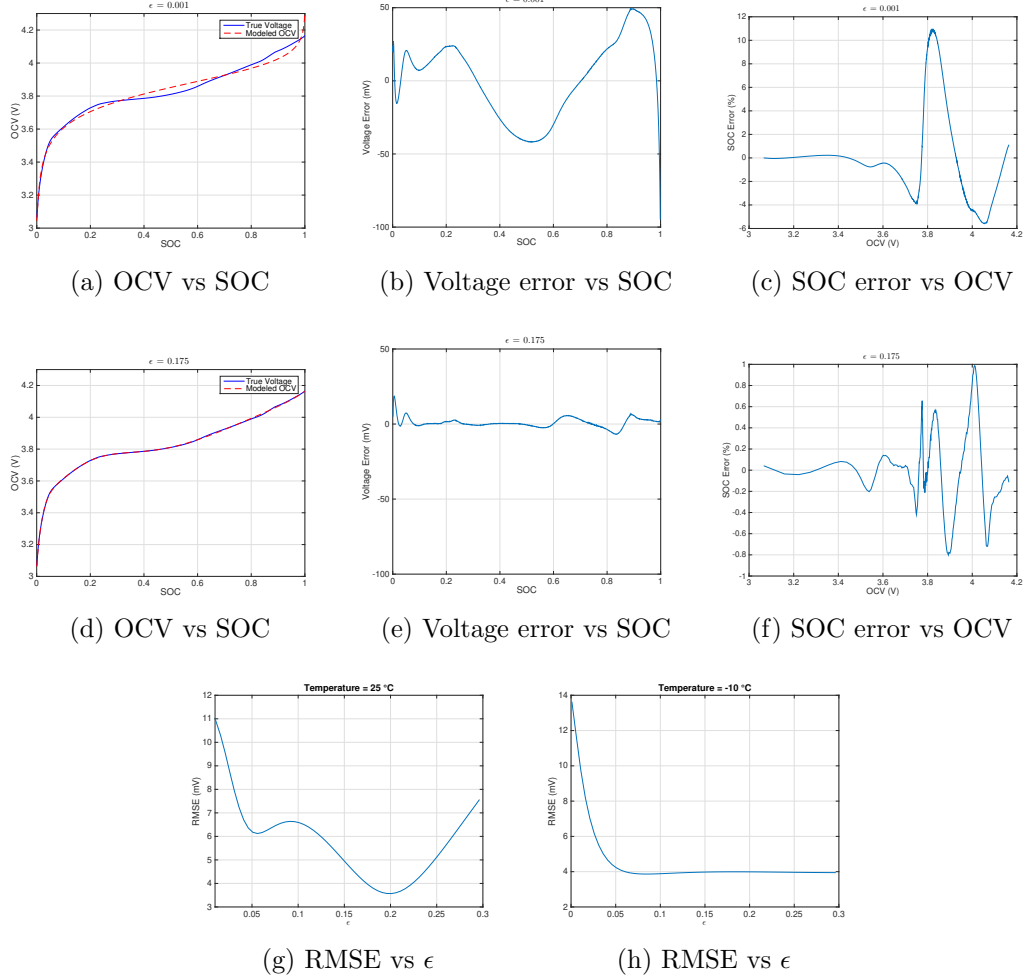 ϵ = 0.001
4.2
4
3.8
3.6
3.4
3.2
3
OCV (V)
0 0.2 0.4 0.6 0.8 1
SOC
True Voltage
Modeled OCV
ϵ = 0.001
50
0
-50
-100
Voltage Error (mV)
0 0.2 0.4 0.6 0.8 1
SOC
ϵ = 0.001
12
10
8
6
4
2
0
-2
-4
-6
SOC Error (%)
3 3.2 3.4 3.6 3.8 4 4.2
OCV (V)
(a) OCV vs SOC
(b) Voltage error vs SOC
(c) SOC error vs OCV
ϵ = 0.175
4.2
4
3.8
3.6
3.4
3.2
3
OCV (V)
0 0.2 0.4 0.6 0.8 1
SOC
True Voltage
Modeled OCV
ϵ = 0.175
50
0
-50
-100
Voltage Error (mV)
0 0.2 0.4 0.6 0.8 1
SOC
ϵ = 0.175
1
0.8
0.6
0.4
0.2
0
-0.2
-0.4
-0.6
-0.8
-1
SOC Error (%)
3 3.2 3.4 3.6 3.8 4 4.2
OCV (V)
(d) OCV vs SOC
(e) Voltage error vs SOC
(f) SOC error vs OCV
Temperature = 25 °C
12
11
10
9
8
7
6
5
4
3
RMSE (mV)
0.05 0.1 0.15 0.2 0.25 0.3
ϵ
Temperature = -10 °C
14
12
10
8
6
4
2
RMSE (mV)
0 0.05 0.1 0.15 0.2 0.25 0.3
ϵ
(g) RMSE vs ϵ
(h) RMSE vs ϵ